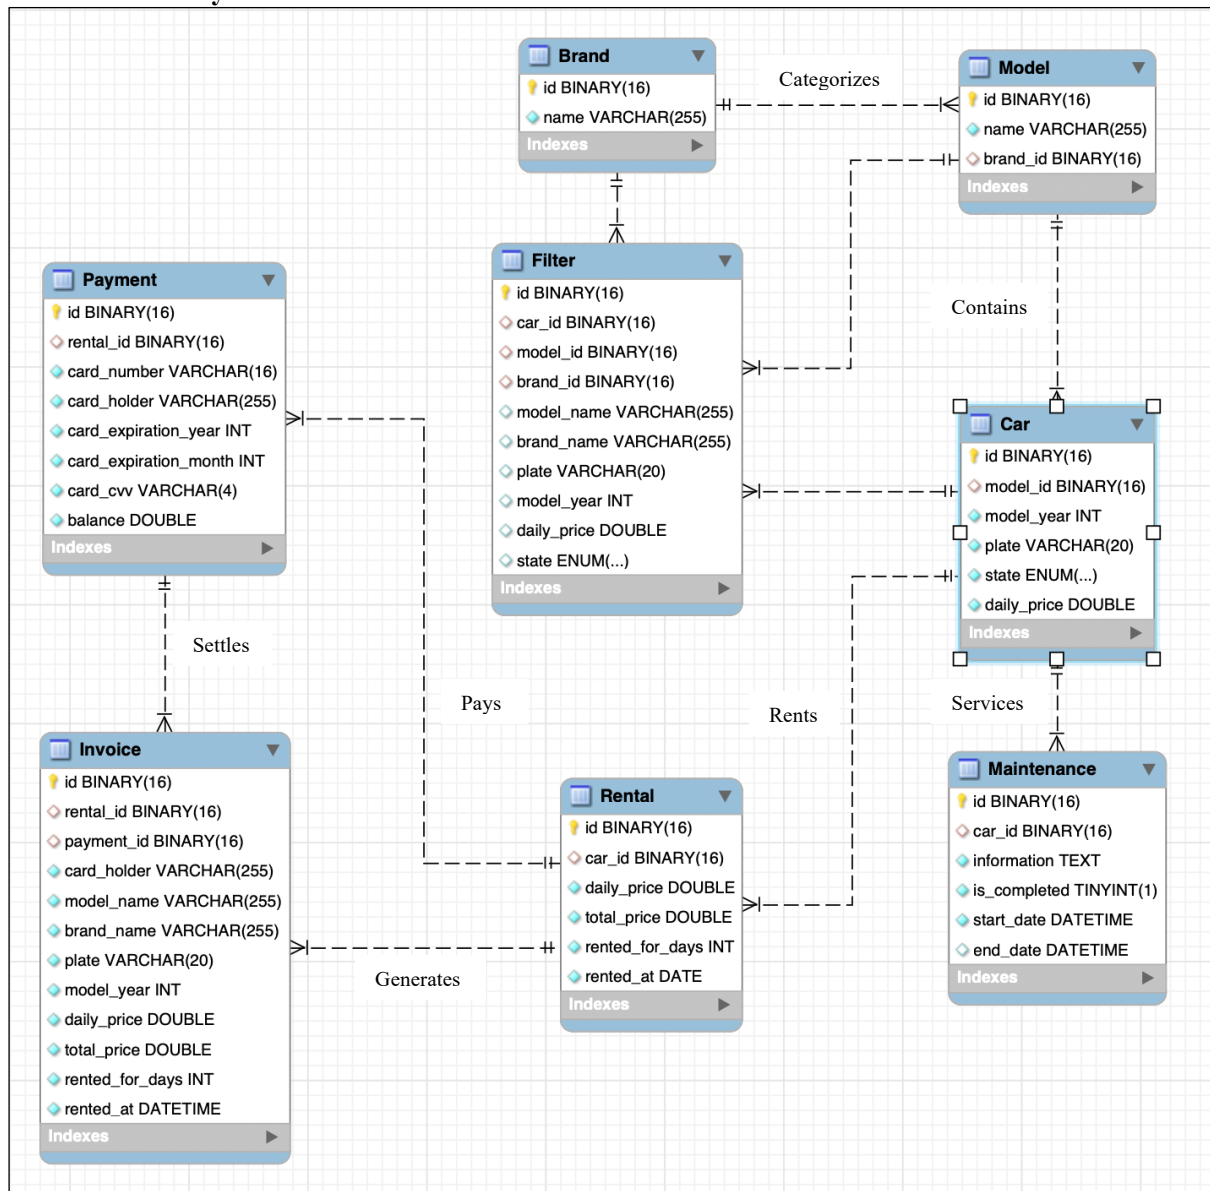 Brand
id BINARY(16)
name VARCHAR(255)
Indexes
Categorizes
Model
id BINARY(16)
name VARCHAR(255)
brand_id BINARY(16)
Indexes
Payment
id BINARY(16)
rental_id BINARY(16)
card_number VARCHAR(16)
card_holder VARCHAR(255)
card_expiration_year INT
card_expiration_month INT
card_cvv VARCHAR(4)
balance DOUBLE
Indexes
Filter
id BINARY(16)
car_id BINARY(16)
model_id BINARY(16)
brand_id BINARY(16)
model_name VARCHAR(255)
brand_name VARCHAR(255)
plate VARCHAR(20)
model_year INT
daily_price DOUBLE
state ENUM(...)
Indexes
Contains
Car
id BINARY(16)
model_id BINARY(16)
model_year INT
plate VARCHAR(20)
state ENUM(...)
daily_price DOUBLE
Indexes
Settles
Pays
Rents
Services
Invoice
id BINARY(16)
rental_id BINARY(16)
payment_id BINARY(16)
card_holder VARCHAR(255)
model_name VARCHAR(255)
brand_name VARCHAR(255)
plate VARCHAR(20)
model_year INT
daily_price DOUBLE
total_price DOUBLE
rented_for_days INT
rented_at DATETIME
Indexes
Generates
Rental
id BINARY(16)
car_id BINARY(16)
daily_price DOUBLE
total_price DOUBLE
rented_for_days INT
rented_at DATE
Indexes
Maintenance
id BINARY(16)
car_id BINARY(16)
information TEXT
is_completed TINYINT(1)
start_date DATETIME
end_date DATETIME
Indexes